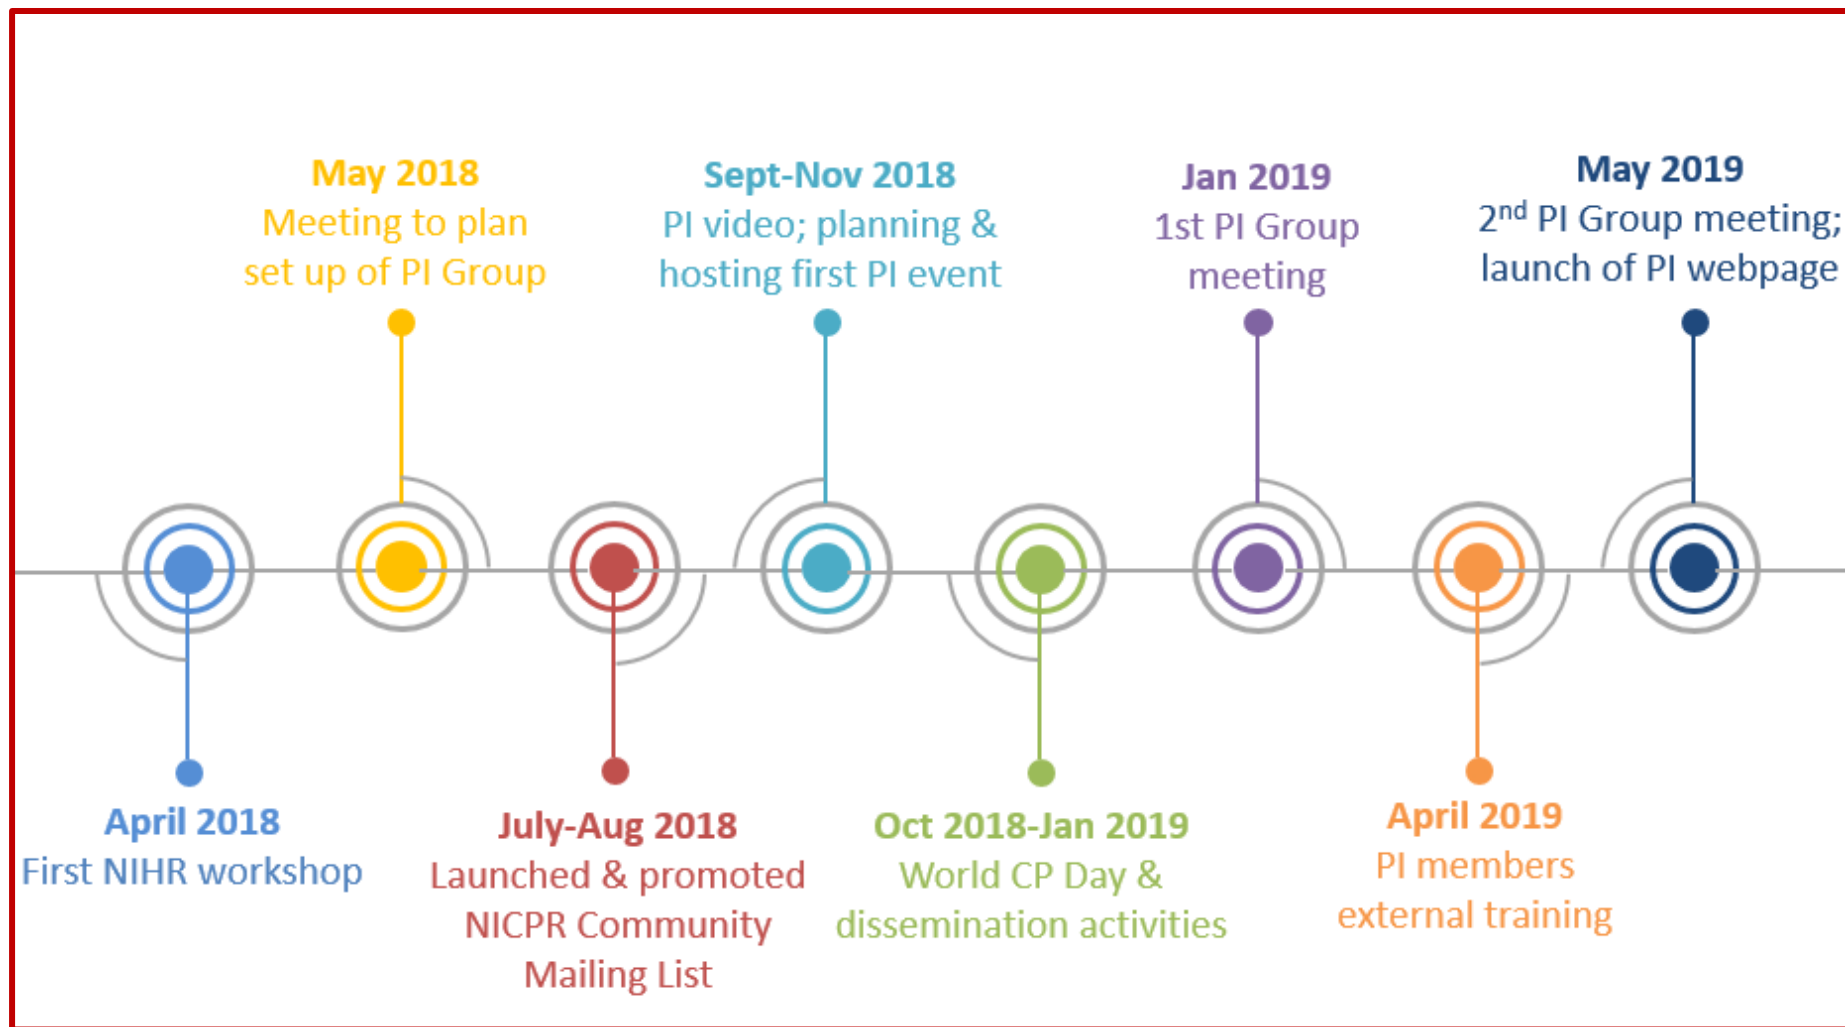 May 2018
Meeting to plan
set up of PI Group
Sept-Nov 2018
PI video; planning &
hosting first PI event
Jan 2019
1st PI Group
meeting
May 2019
2nd PI Group meeting;
launch of PI webpage
April 2018
First NIHR workshop
July-Aug 2018
Launched & promoted
NICPR Community
Mailing List
Oct 2018-Jan 2019
World CP Day &
dissemination activities
April 2019
PI members
external training